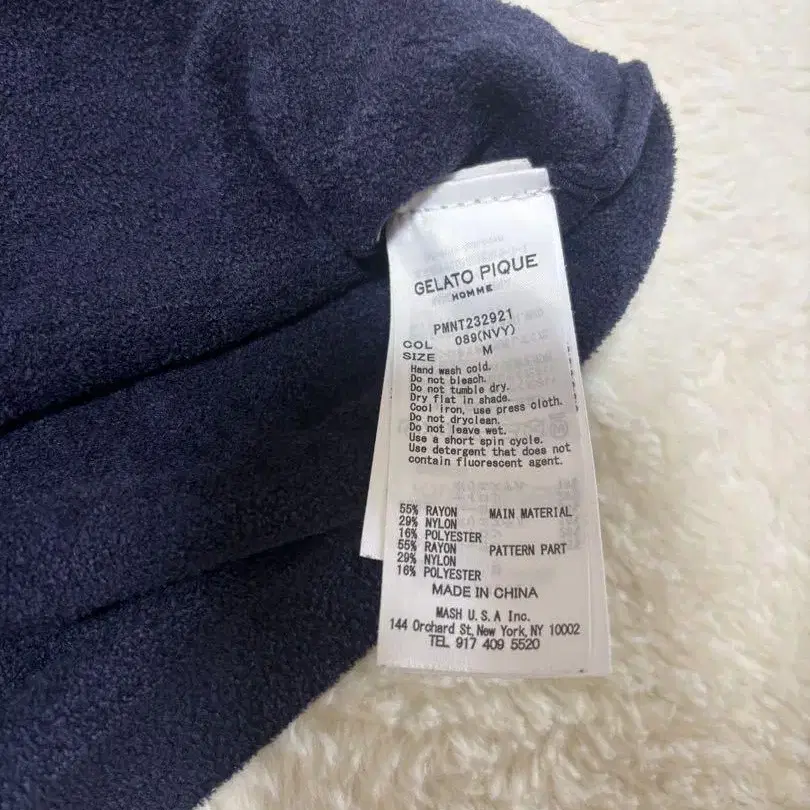 GELATO PIQUE
HOMME
PMNT232921
COL 089(NVY)
SIZE M
Hand wash cold.
Do not bleach.
Do not tumble dry.
Dry flat in shade.
Cool iron, use press cloth.
Do not dryclean.
Do not leave wet.
Use a short spin cycle.
Use detergent that does not
contain fluorescent agent.
55% RAYON MAIN MATERIAL
29% NYLON
16% POLYESTER
55% RAYON PATTERN PART
29% NYLON
16% POLYESTER
MADE IN CHINA
MASH U.S.A Inc.
144 Orchard St, New York, NY 10002
TEL 917 409 5520